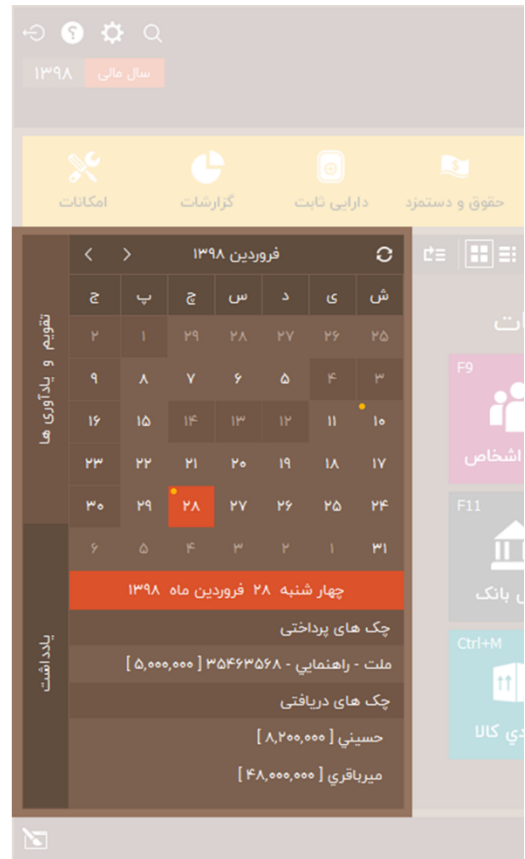 سال مالی ۱۳۹۸
حقوق و دستمزد
دارایی ثابت
گزارشات
امکانات
فروردین ۱۳۹۸
ش ی د س چ پ ج
۲۵ ۲۶ ۲۷ ۲۸ ۲۹ ۱ ۲
۳ ۴ ۵ ۶ ۷ ۸ ۹
۱۰ ۱۱ ۱۲ ۱۳ ۱۴ ۱۵ ۱۶
۱۷ ۱۸ ۱۹ ۲۰ ۲۱ ۲۲ ۲۳
۲۴ ۲۵ ۲۶ ۲۷ ۲۸ ۲۹ ۳۰
۳۱ ۱ ۲ ۳ ۴ ۵ ۶
چهار شنبه ۲۸ فروردین ماه ۱۳۹۸
چک های پرداختی
ملت - راهنمایي - ۳۵۴۶۳۵۶۸ [ ۵,۰۰۰,۰۰۰ ]
چک های دریافتی
حسیني [ ۸,۲۰۰,۰۰۰ ]
میرباقري [ ۴۸,۰۰۰,۰۰۰ ]
تقویم و یادآوری ها
یادداشت
F9
اشخاص
F11
بانک
Ctrl+M
کالا